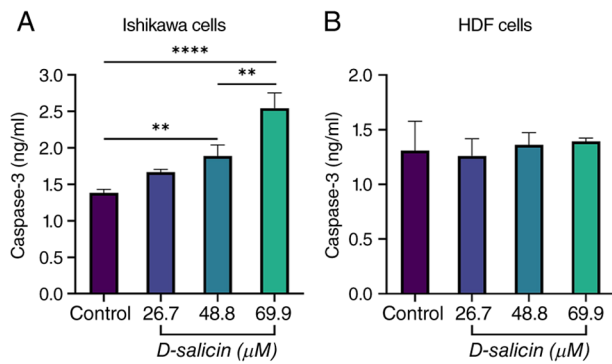 A
Ishikawa cells
****
**
**
Caspase-3 (ng/ml)
3.0
2.5
2.0
1.5
1.0
0.5
0.0
Control 26.7 48.8 69.9
D-salicin (μM)
B
HDF cells
Caspase-3 (ng/ml)
2.0
1.5
1.0
0.5
0.0
Control 26.7 48.8 69.9
D-salicin (μM)